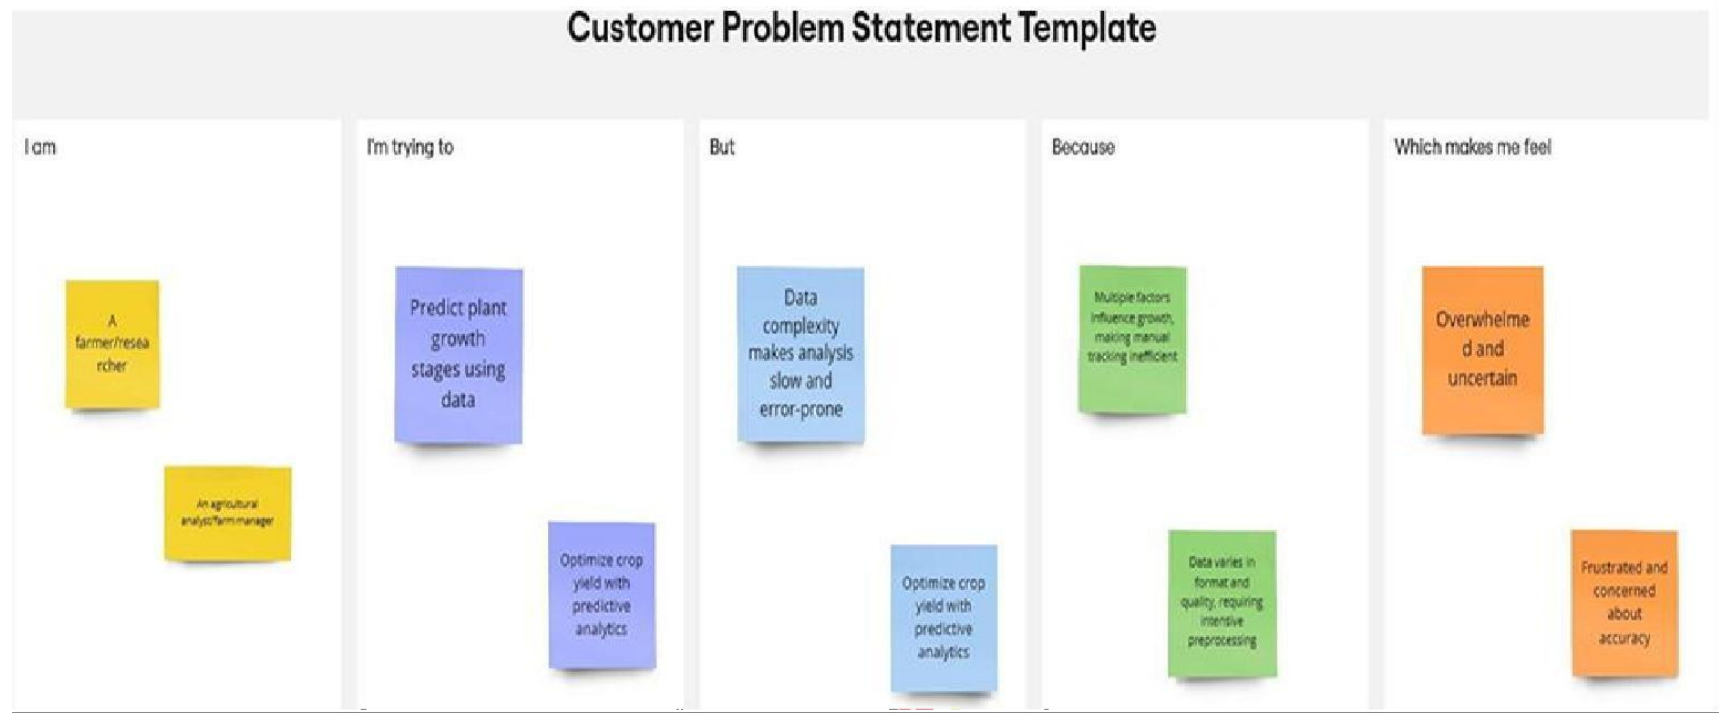 Customer Problem Statement Template
I am
I'm trying to
But
Because
Which makes me feel
A
farmer/resea
rcher
An agricultural
analyst/farm manager
Predict plant
growth
stages using
data
Optimize crop
yield with
predictive
analytics
Data
complexity
makes analysis
slow and
error-prone
Optimize crop
yield with
predictive
analytics
Multiple factors
influence growth,
making manual
tracking inefficient
Data varies in
format and
quality, requiring
intensive
preprocessing
Overwhelme
d and
uncertain
Frustrated and
concerned
about
accuracy